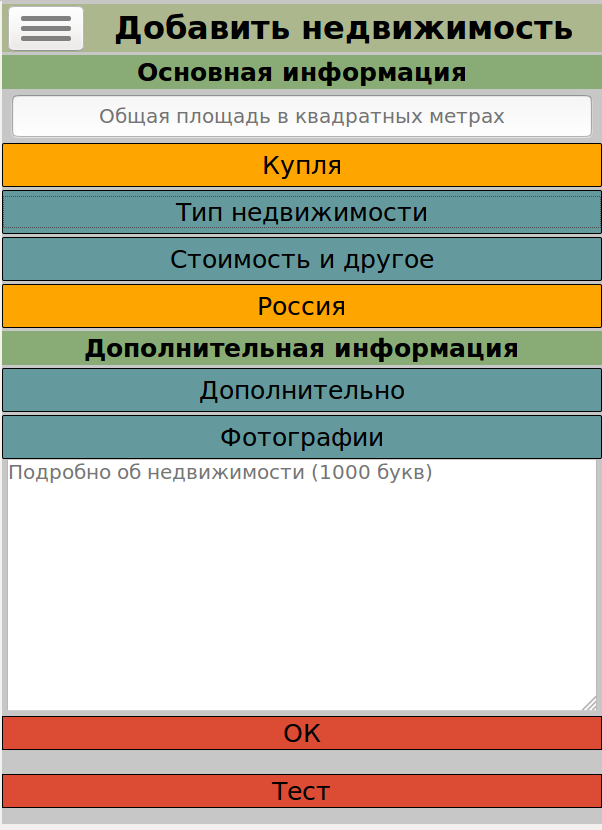 Добавить недвижимость
Основная информация
Общая площадь в квадратных метрах
Купля
Тип недвижимости
Стоимость и другое
Россия
Дополнительная информация
Дополнительно
Фотографии
Подробно об недвижимости (1000 букв)
ОК
Тест